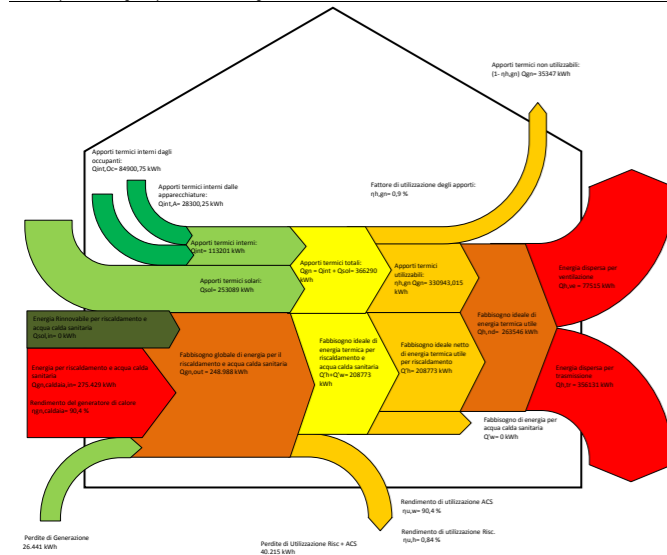 Apporti termici non utilizzabili:
(1- ηh,gn) Qgn= 35347 kWh
Apporti termici interni dagli
occupanti:
Qint,Oc= 84900,75 kWh
Apporti termici interni dalle
apparecchiature:
Qint,A= 28300,25 kWh
Fattore di utilizzazione degli apporti:
ηh,gn= 0,9 %
Apporti termici interni:
Qint= 113201 kWh
Apporti termici totali:
Qgn = Qint + Qsol= 366290
kWh
Apporti termici
utilizzabili:
ηh,gn Qgn= 330943,015
kWh
Energia dispersa per
ventilazione
Qh,ve = 77515 kWh
Apporti termici solari:
Qsol= 253089 kWh
Energia Rinnovabile per riscaldamento e
acqua calda sanitaria
Qsol,in= 0 kWh
Fabbisogno ideale di
energia termica utile
Qh,nd= 263546 kWh
Fabbisogno globale di energia per il
riscaldamento e acqua calda sanitaria
Qgn,out = 248.988 kWh
Fabbisogno ideale di
energia termica per
riscaldamento e
acqua calda sanitaria
Q'h+Q'w= 208773
kWh
Fabbisogno ideale netto
di energia termica utile
per riscaldamento
Q'h= 208773 kWh
Energia per riscaldamento e acqua calda
sanitaria
Qgn,caldaia,in= 275.429 kWh
Rendimento del generatore di calore
ηgn,caldaia= 90,4 %
Energia dispersa per
trasmissione
Fabbisogno di energia per
acqua calda sanitaria
Q'w= 0 kWh
Rendimento di utilizzazione ACS
ηu,w= 90,4 %
Rendimento di utilizzazione Risc.
ηu,h= 0,84 %
Perdite di Generazione
26.441 kWh
Perdite di Utilizzazione Risc + ACS
40.215 kWh